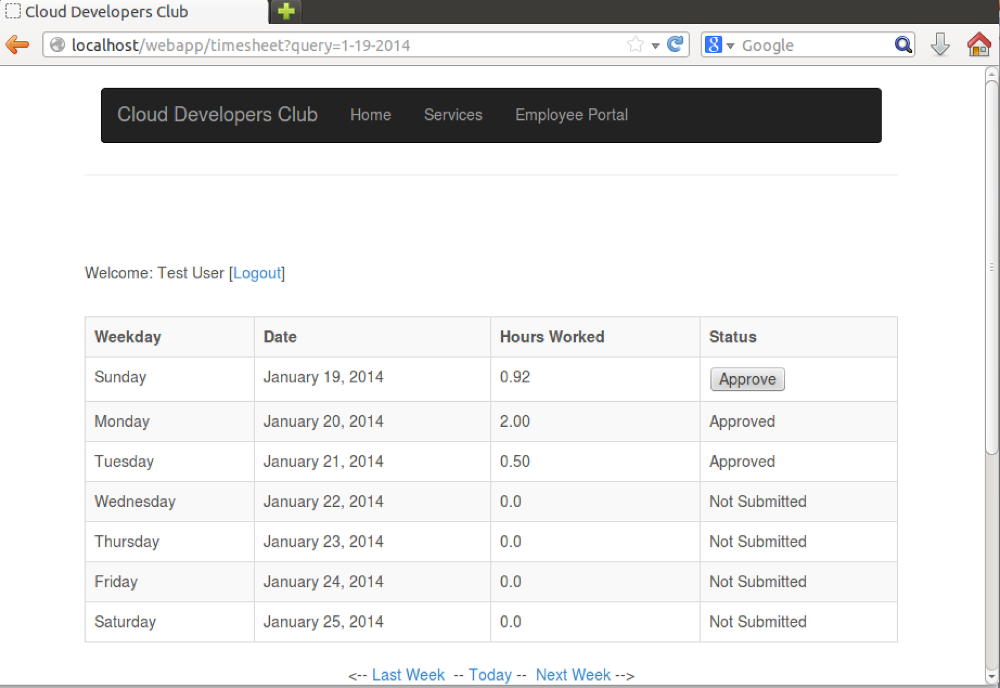 Cloud Developers Club
localhost/webapp/timesheet?query=1-19-2014
8 Google
Cloud Developers Club Home Services Employee Portal
Welcome: Test User [Logout]
Weekday Date Hours Worked Status
Sunday January 19, 2014 0.92 Approve
Monday January 20, 2014 2.00 Approved
Tuesday January 21, 2014 0.50 Approved
Wednesday January 22, 2014 0.0 Not Submitted
Thursday January 23, 2014 0.0 Not Submitted
Friday January 24, 2014 0.0 Not Submitted
Saturday January 25, 2014 0.0 Not Submitted
<-- Last Week -- Today -- Next Week -->